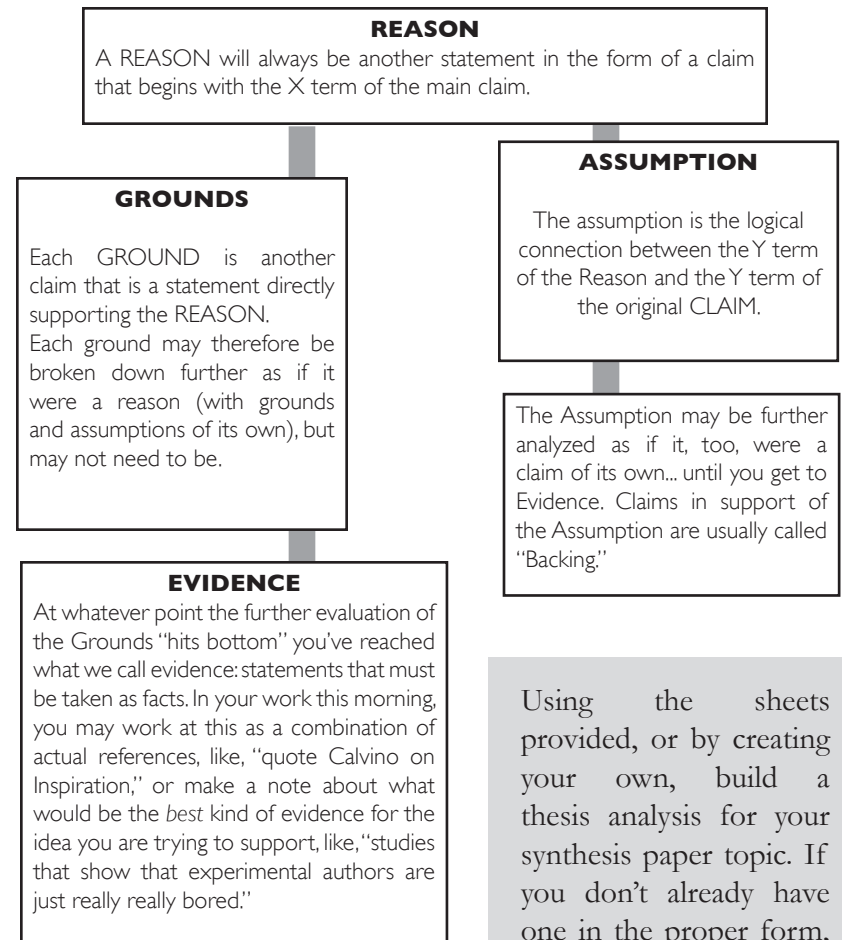 REASON
A REASON will always be another statement in the form of a claim
that begins with the X term of the main claim.
GROUNDS
Each GROUND is another
claim that is a statement directly
supporting the REASON.
Each ground may therefore be
broken down further as if it
were a reason (with grounds
and assumptions of its own), but
may not need to be.
ASSUMPTION
The assumption is the logical
connection between the Y term
of the Reason and the Y term of
the original CLAIM.
The Assumption may be further
analyzed as if it, too, were a
claim of its own... until you get to
Evidence. Claims in support of
the Assumption are usually called
“Backing.”
EVIDENCE
At whatever point the further evaluation of
the Grounds “hits bottom” you’ve reached
what we call evidence: statements that must
be taken as facts. In your work this morning,
you may work at this as a combination of
actual references, like, “quote Calvino on
Inspiration,” or make a note about what
would be the best kind of evidence for the
idea you are trying to support, like, “studies
that show that experimental authors are
just really really bored.”
Using the sheets
provided, or by creating
your own, build a
thesis analysis for your
synthesis paper topic. If
you don’t already have
one in the proper form,